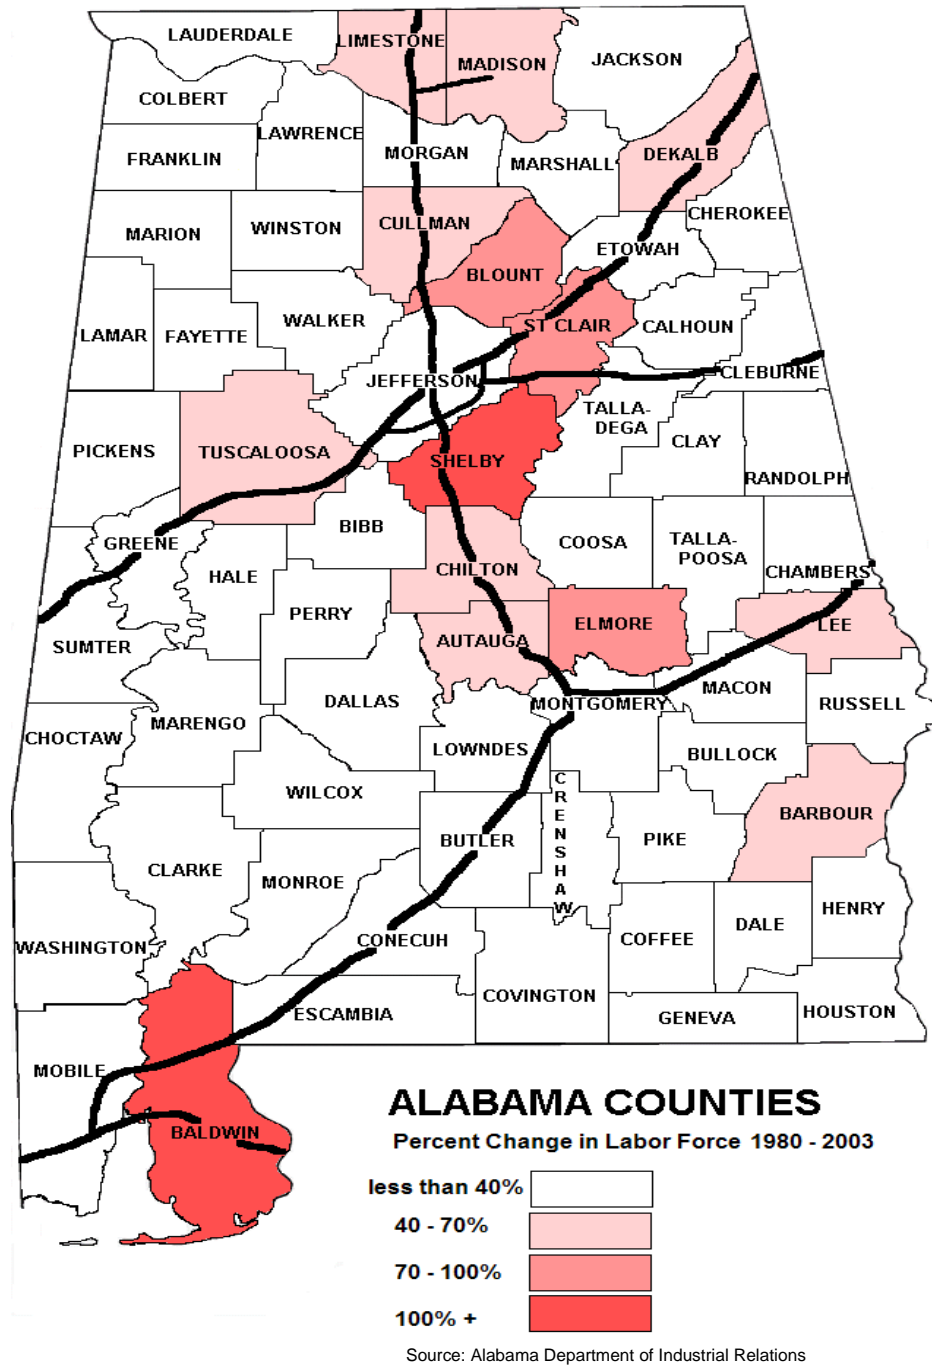 LAUDERDALE
LIMESTONE
MADISON
JACKSON
COLBERT
LAWRENCE
FRANKLIN
MORGAN
MARSHALL
DEKALB
CHEROKEE
MARION
WINSTON
CULLMAN
BLOUNT
ETOWAH
LAMAR
FAYETTE
WALKER
ST CLAIR
CALHOUN
JEFFERSON
CLEBURNE
TALLA-
DEGA
CLAY
PICKENS
TUSCALOOSA
SHELBY
RANDOLPH
BIBB
GREENE
HALE
COOSA
TALLA-
POOSA
CHAMBERS
CHILTON
PERRY
SUMTER
AUTAUGA
ELMORE
LEE
MACON
DALLAS
MONTGOMERY
RUSSELL
CHOCTAW
MARENGO
LOWNDES
BULLOCK
WILCOX
CRENSHAW
BARBOUR
BUTLER
PIKE
CLARKE
MONROE
CONECUH
HENRY
DALE
COFFEE
WASHINGTON
COVINGTON
ESCAMBIA
GENEVA
HOUSTON
MOBILE
BALDWIN
ALABAMA COUNTIES
Percent Change in Labor Force 1980 - 2003
less than 40%
40 - 70%
70 - 100%
100% +
Source: Alabama Department of Industrial Relations